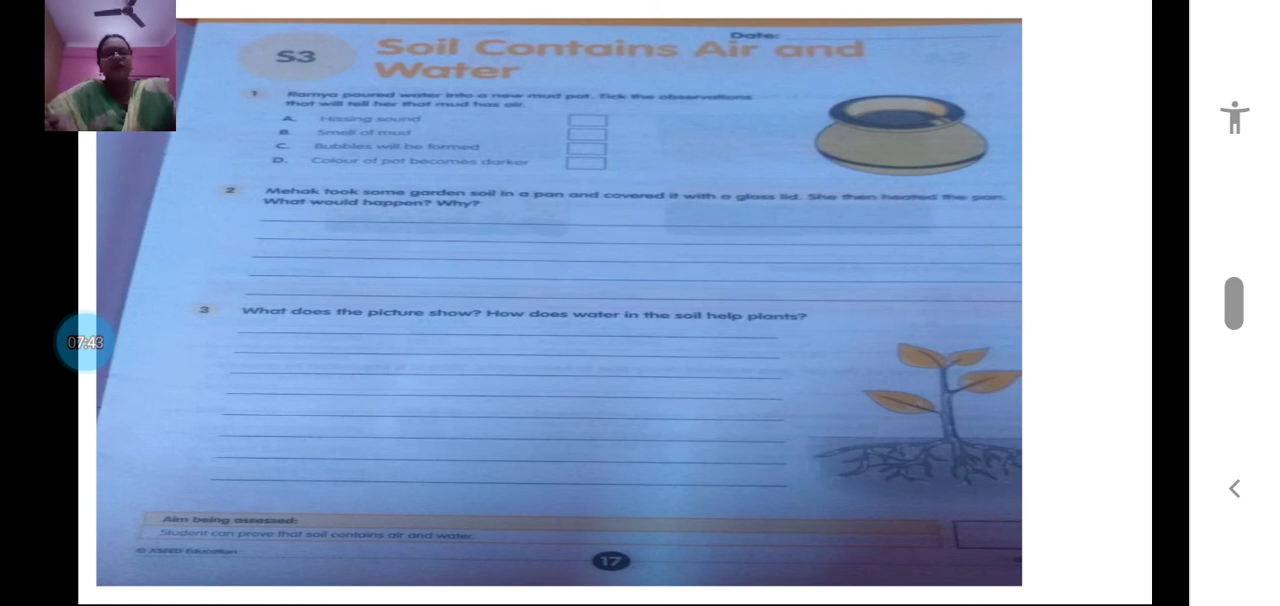 Date:
S3
Soil Contains Air and
Water
1 Ramya poured water into a new mud pot. Tick the observations
that will tell her that mud has air.
A. Hissing sound
B. Smell of mud
C. Bubbles will be formed
D. Colour of pot becomes darker
2 Mehak took some garden soil in a pan and covered it with a glass lid. She then heated the pan.
What would happen? Why?
3 What does the picture show? How does water in the soil help plants?
07:43
Aim being assessed:
Student can prove that soil contains air and water
© XSEED Education
17